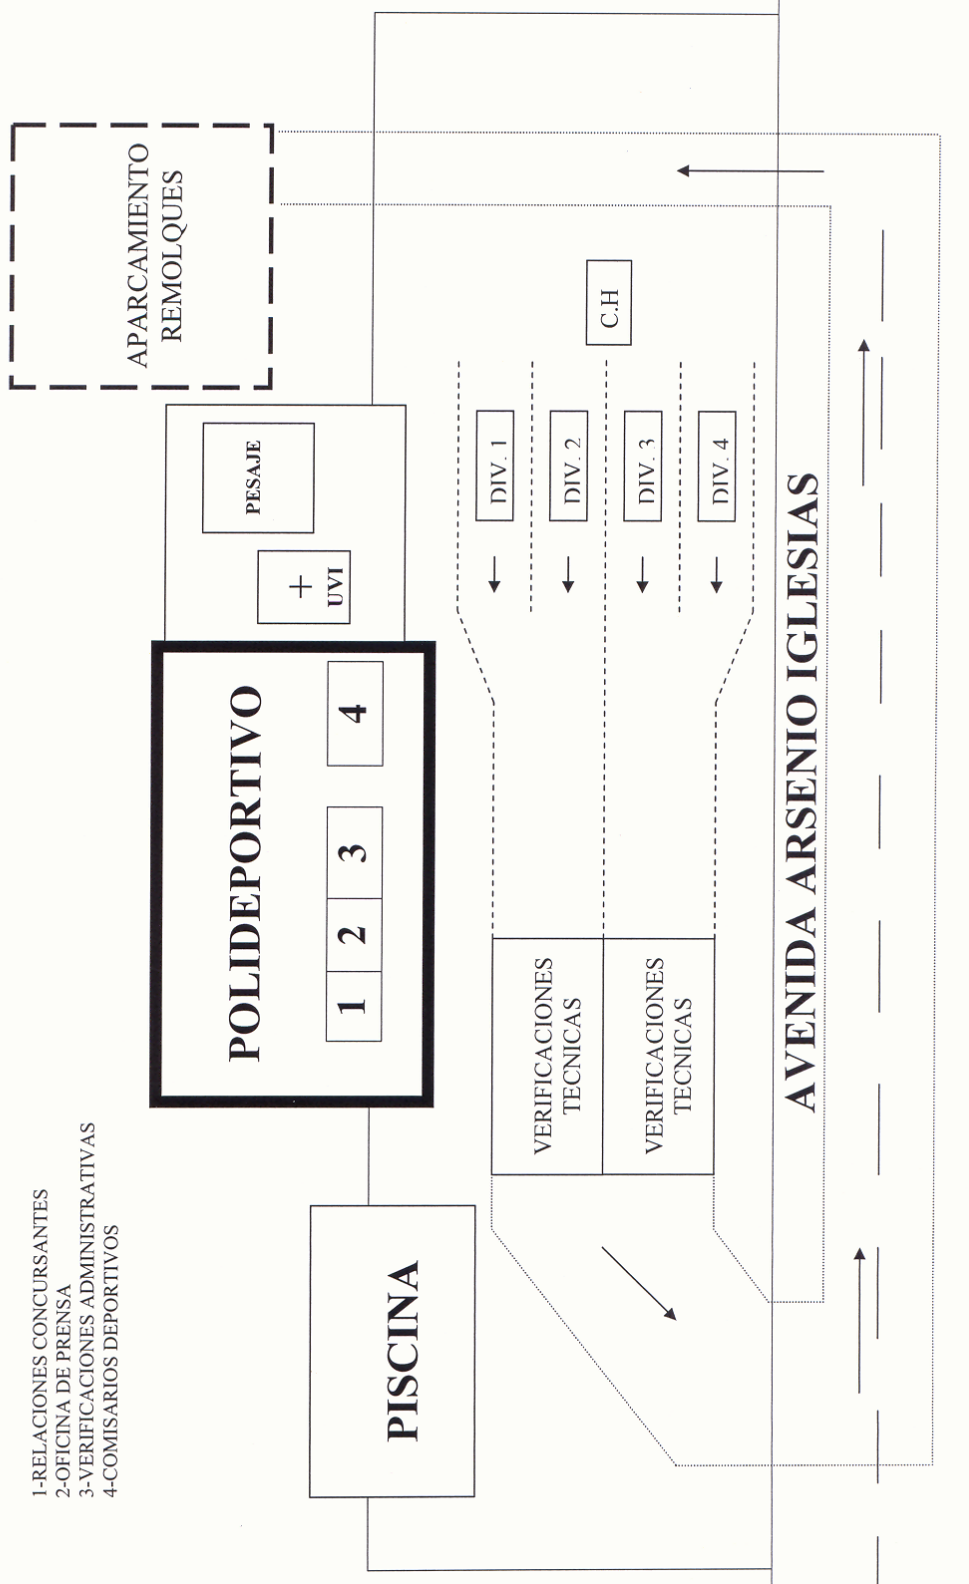 1-RELACIONES CONCURSANTES
2-OFICINA DE PRENSA
3-VERIFICACIONES ADMINISTRATIVAS
4-COMISARIOS DEPORTIVOS
APARCAMIENTO
REMOLQUES
PESAJE
UVI
POLIDEPORTIVO
1
2
3
4
PISCINA
C.H
DIV. 1
DIV. 2
DIV. 3
DIV. 4
VERIFICACIONES
TECNICAS
VERIFICACIONES
TECNICAS
AVENIDA ARSENIO IGLESIAS